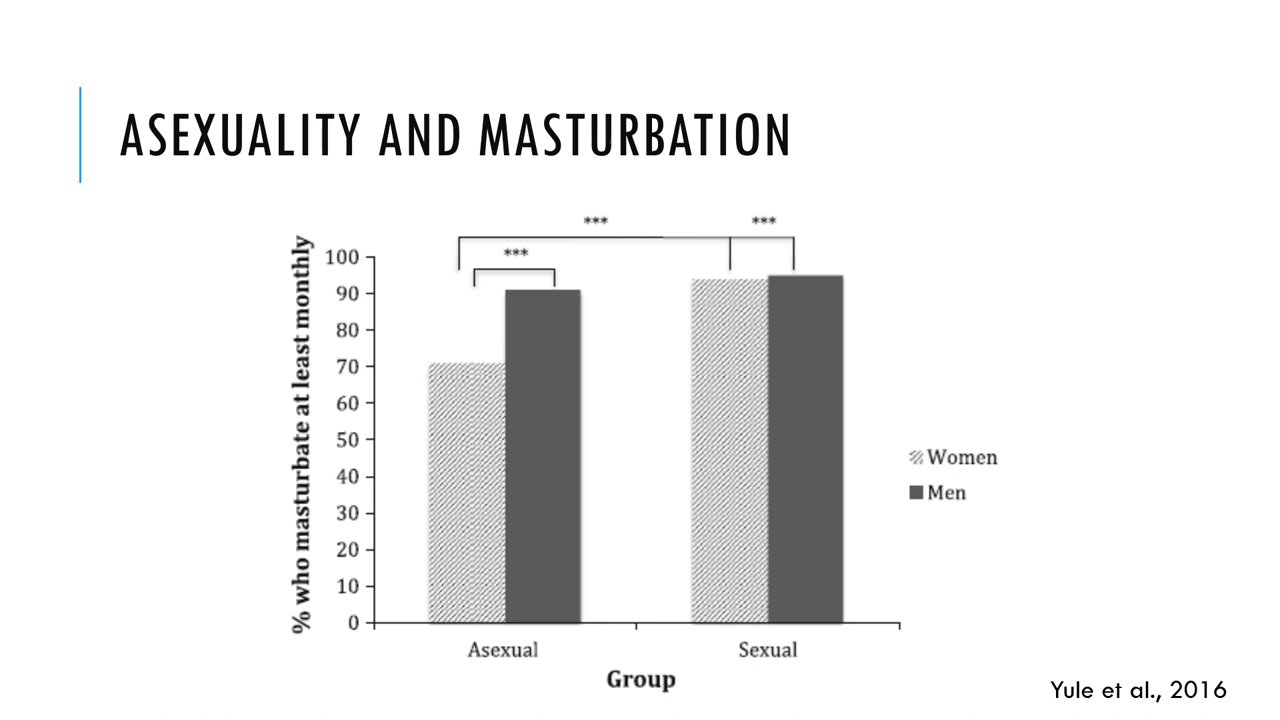 ASEXUALITY AND MASTURBATION
*** ***
***
% who masturbate at least monthly
100
90
80
70
60
50
40
30
20
10
0
Asexual Sexual
Group
Women
Men
Yule et al., 2016